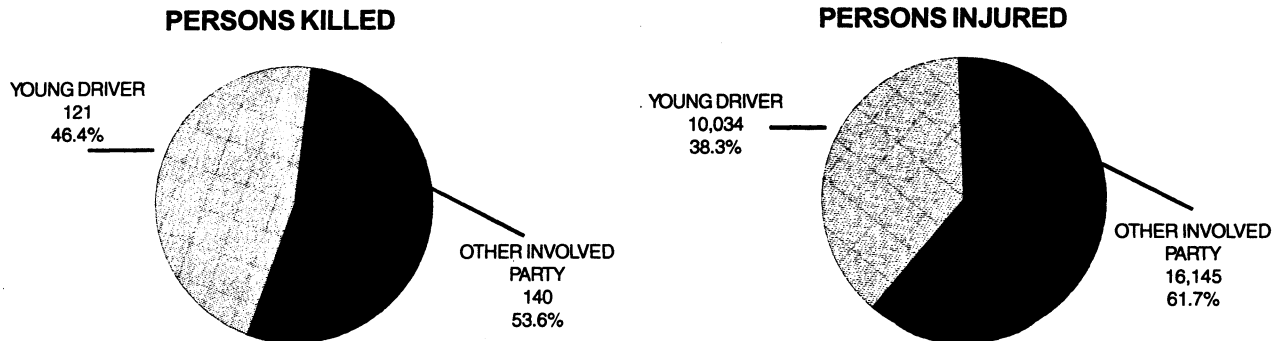 PERSONS KILLED
YOUNG DRIVER
121
46.4%
OTHER INVOLVED
PARTY
140
53.6%
PERSONS INJURED
YOUNG DRIVER
10,034
38.3%
OTHER INVOLVED
PARTY
16,145
61.7%